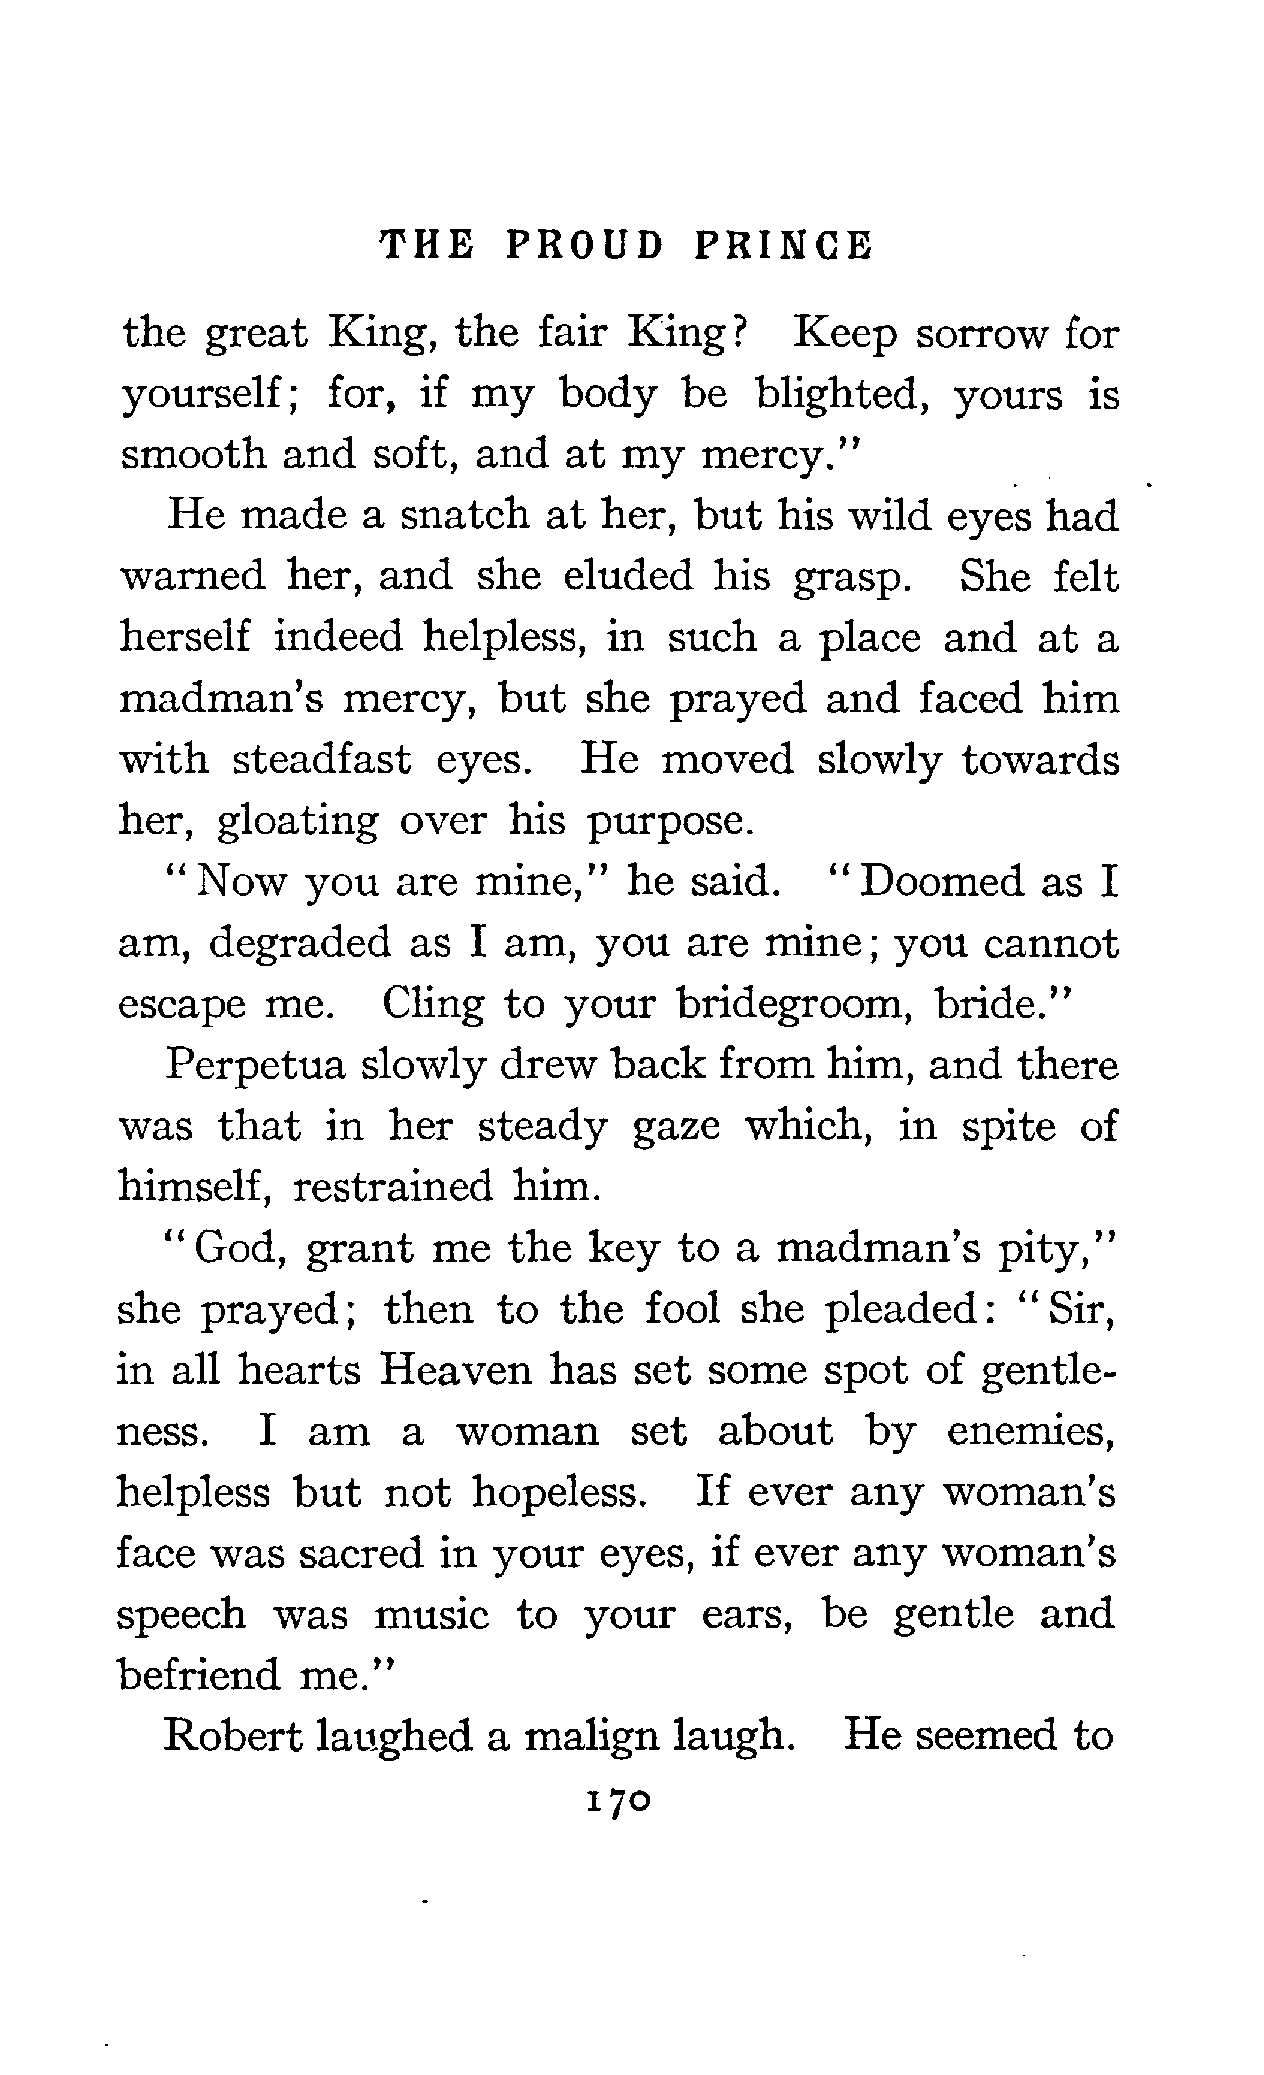 THE PROUD PRINCE
the great King, the fair King? Keep sorrow for
yourself; for, if my body be blighted, yours is
smooth and soft, and at my mercy."
He made a snatch at her, but his wild eyes had
warned her, and she eluded his grasp. She felt
herself indeed helpless, in such a place and at a
madman's mercy, but she prayed and faced him
with steadfast eyes. He moved slowly towards
her, gloating over his purpose.
"Now you are mine," he said. "Doomed as I
am, degraded as I am, you are mine; you cannot
escape me. Cling to your bridegroom, bride."
Perpetua slowly drew back from him, and there
was that in her steady gaze which, in spite of
himself, restrained him.
"God, grant me the key to a madman's pity,"
she prayed; then to the fool she pleaded: "Sir,
in all hearts Heaven has set some spot of gentle-
ness. I am a woman set about by enemies,
helpless but not hopeless. If ever any woman's
face was sacred in your eyes, if ever any woman's
speech was music to your ears, be gentle and
befriend me."
Robert laughed a malign laugh. He seemed to
170